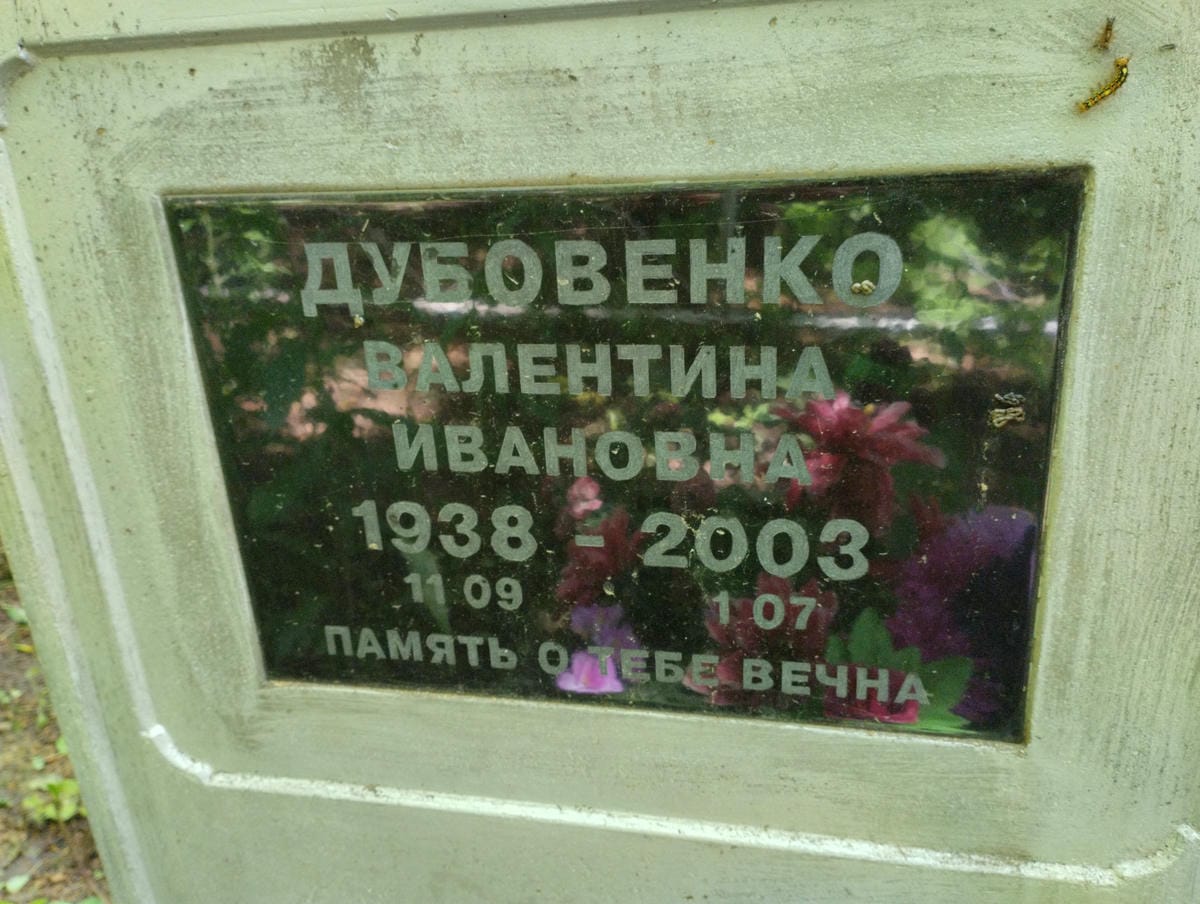 ДУБОВЕНКО
ВАЛЕНТИНА
ИВАНОВНА
1938 - 2003
11 09 1 07
ПАМЯТЬ О ТЕБЕ ВЕЧНА